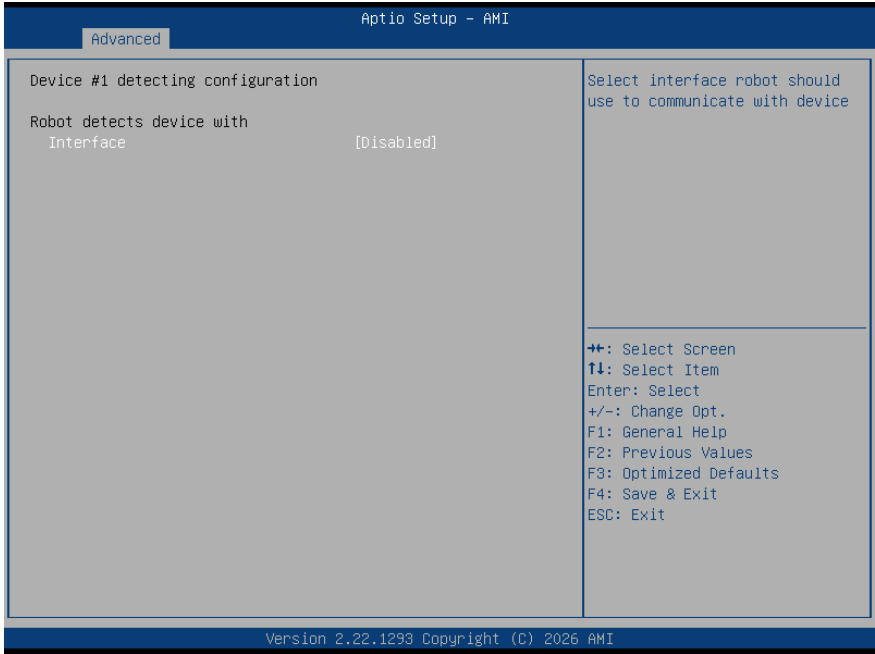 Aptio Setup – AMI
Advanced
Device #1 detecting configuration
Robot detects device with
Interface [Disabled]
Select interface robot should
use to communicate with device
→←: Select Screen
↑↓: Select Item
Enter: Select
+/-: Change Opt.
F1: General Help
F2: Previous Values
F3: Optimized Defaults
F4: Save & Exit
ESC: Exit
Version 2.22.1293 Copyright (C) 2026 AMI